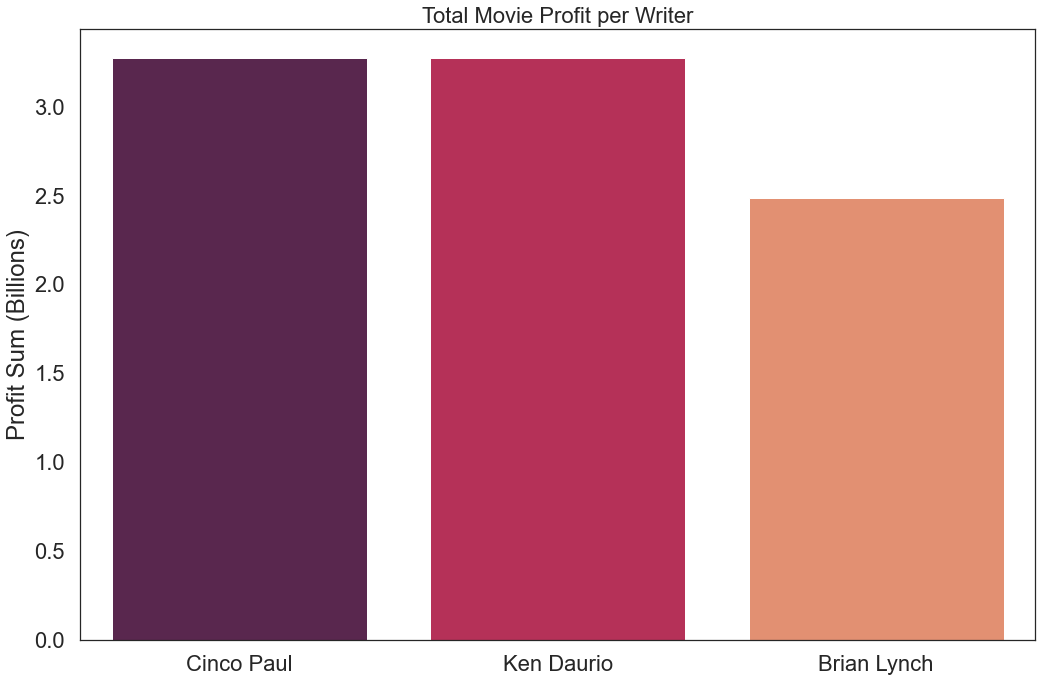 Total Movie Profit per Writer
Profit Sum (Billions)
3.0
2.5
2.0
1.5
1.0
0.5
0.0
Cinco Paul
Ken Daurio
Brian Lynch